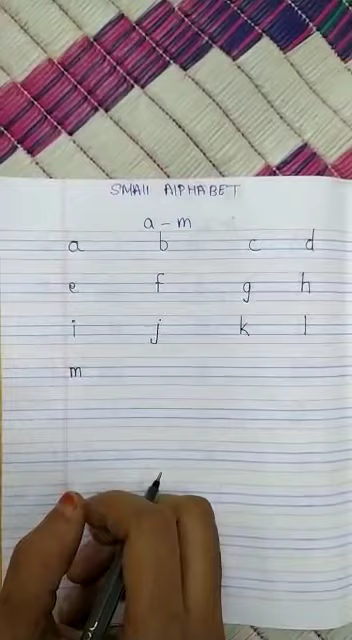 SMAll AlPHABET
a - m
a b c d
e f g h
i j k l
m